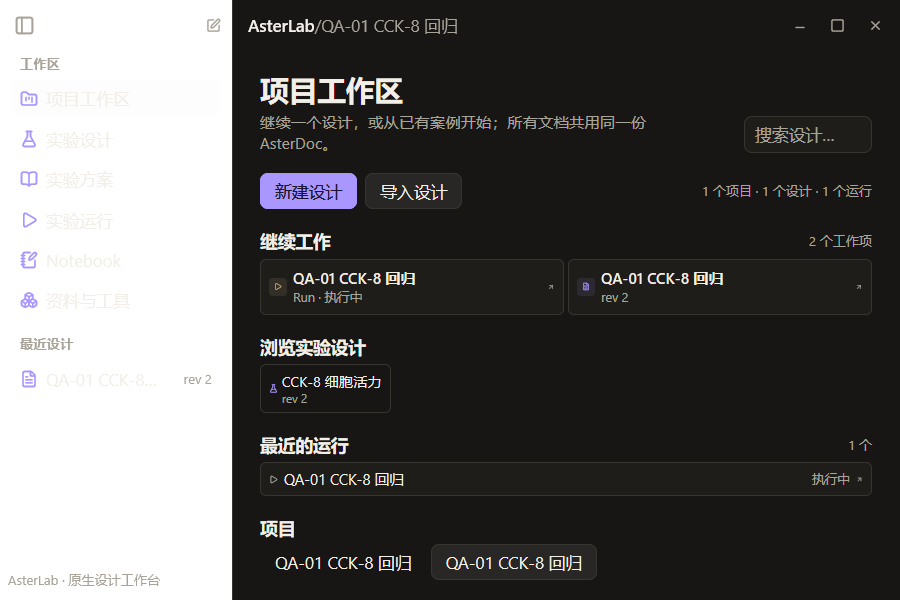 工作区
项目工作区
实验设计
实验方案
实验运行
Notebook
资料与工具
最近设计
QA-01 CCK-8... rev 2
AsterLab · 原生设计工作台
AsterLab/QA-01 CCK-8 回归
项目工作区
继续一个设计，或从已有案例开始；所有文档共用同一份
AsterDoc。
搜索设计...
新建设计 导入设计 1 个项目 · 1 个设计 · 1 个运行
继续工作 2 个工作项
QA-01 CCK-8 回归
Run · 执行中
QA-01 CCK-8 回归
rev 2
浏览实验设计
CCK-8 细胞活力
rev 2
最近的运行 1 个
QA-01 CCK-8 回归 执行中
项目
QA-01 CCK-8 回归 QA-01 CCK-8 回归